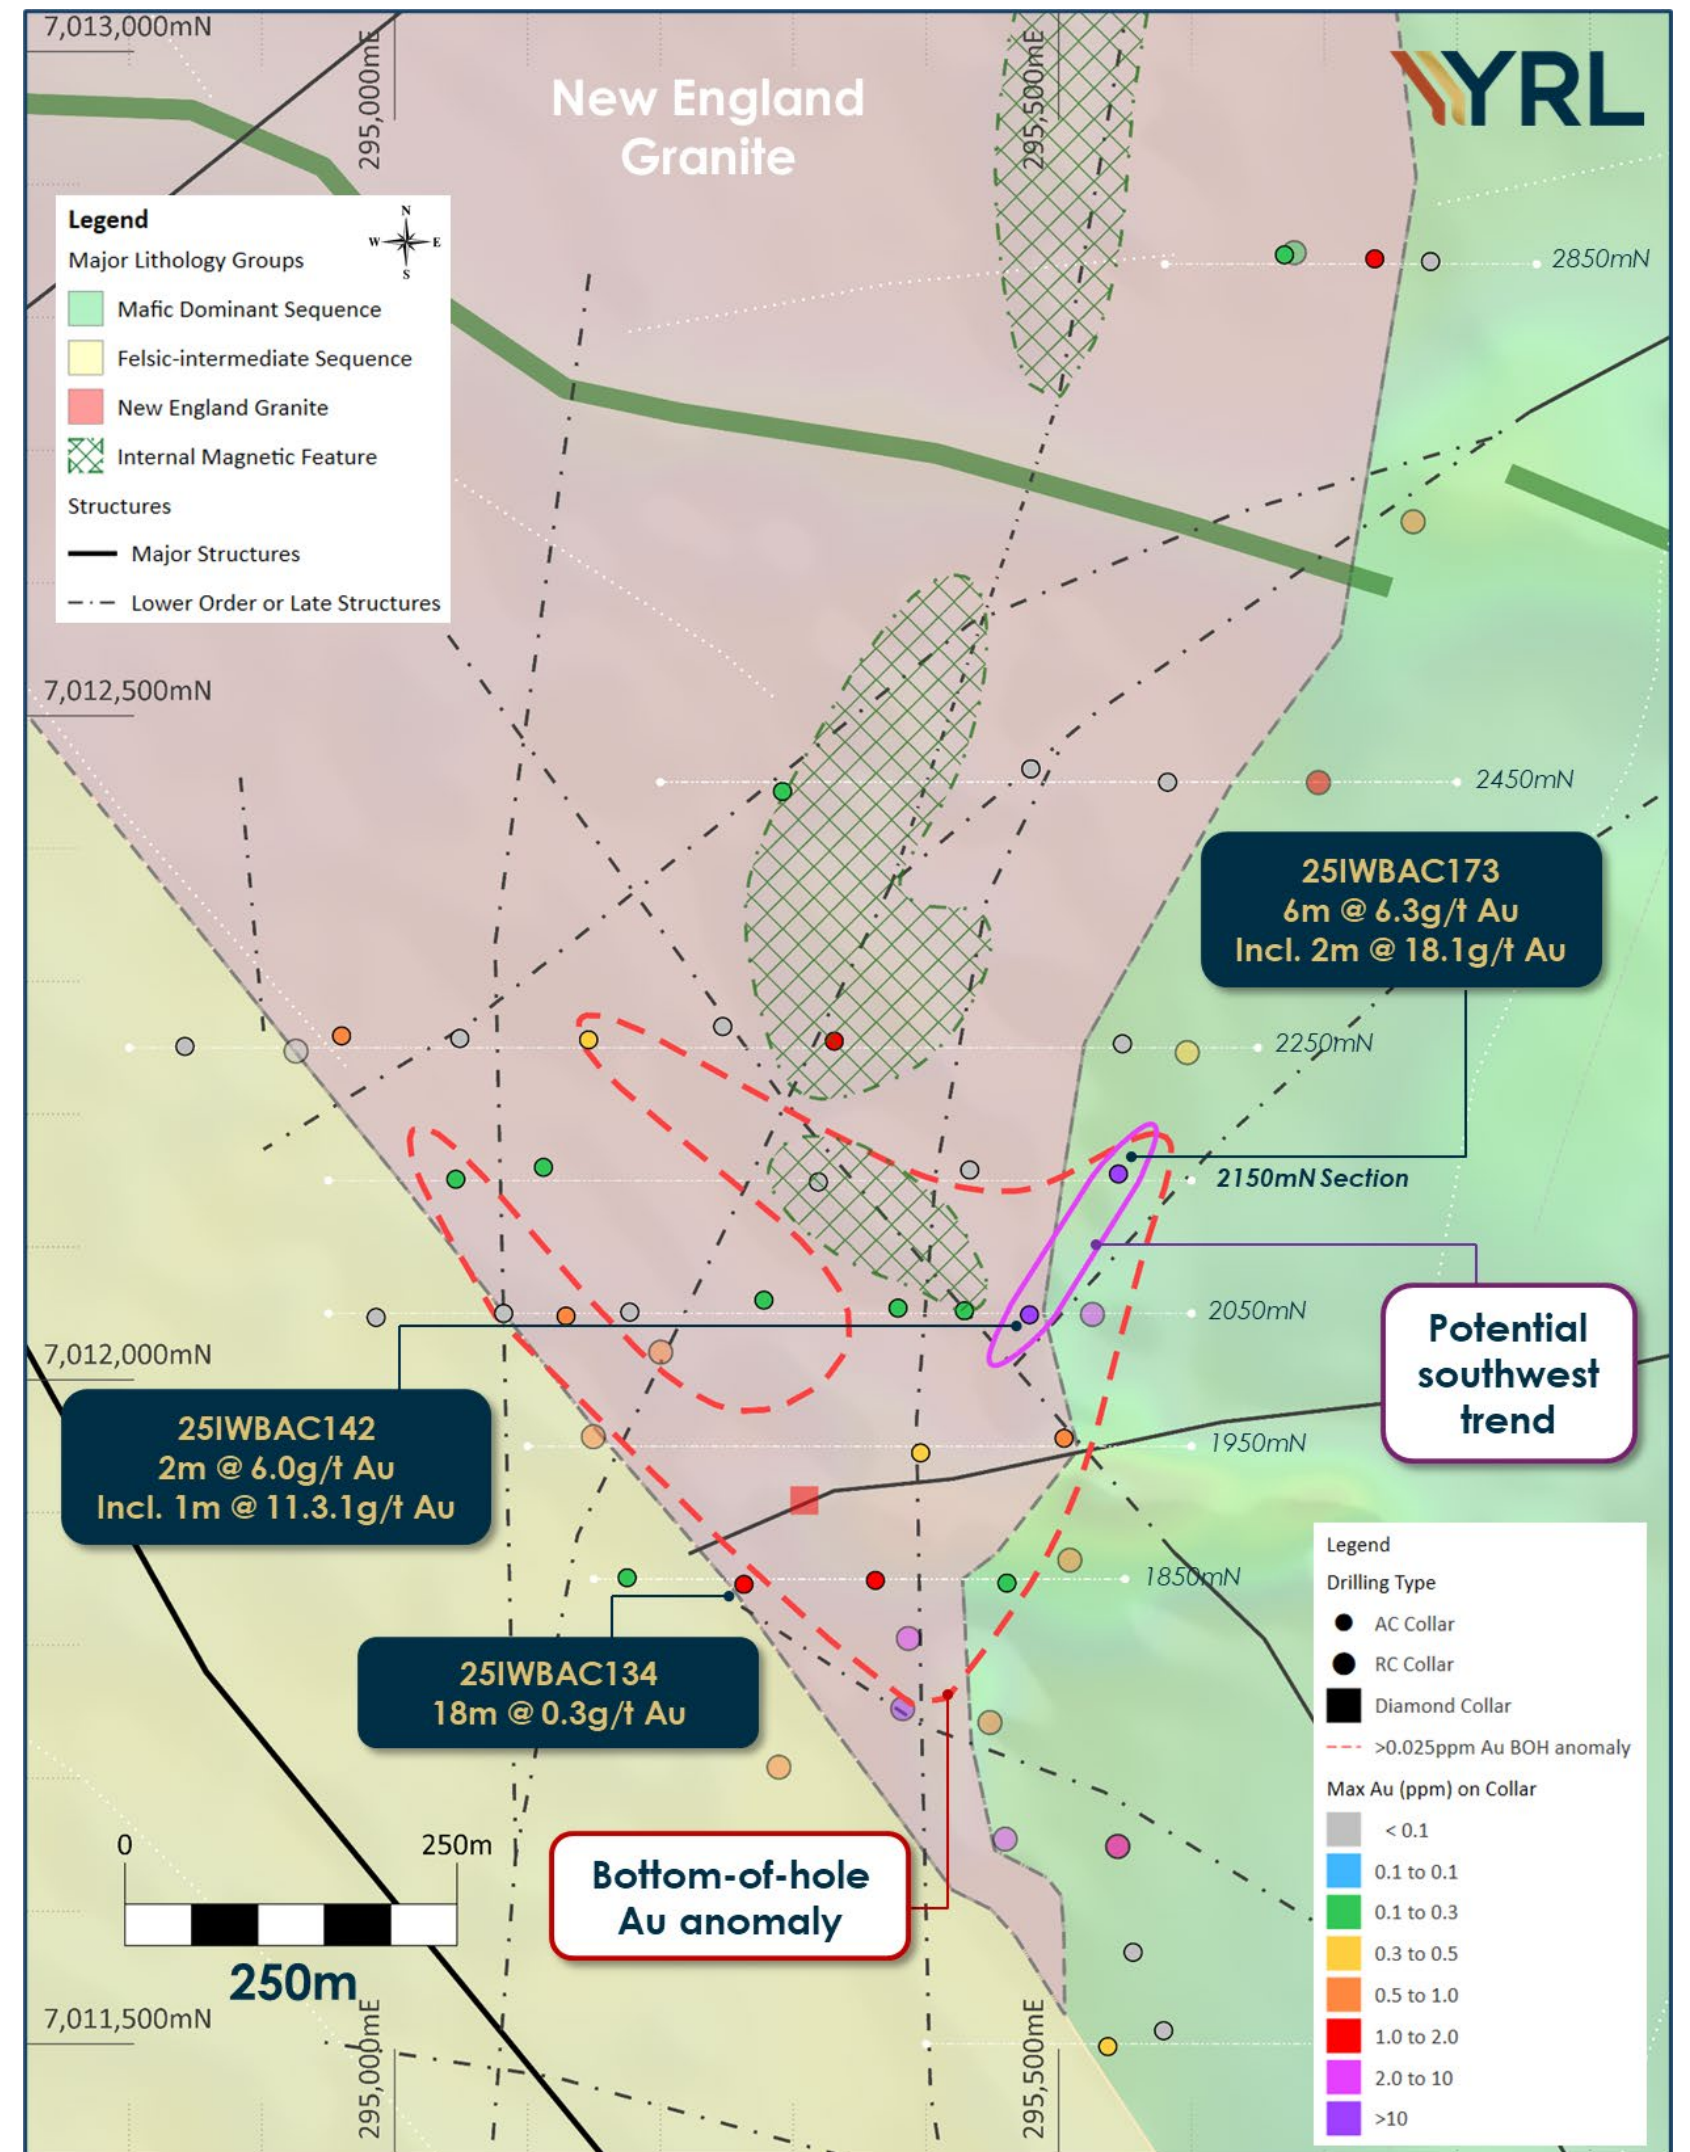 7,013,000mN
295,000mE
New England
Granite
295,500mE
YRL
Legend
Major Lithology Groups
Mafic Dominant Sequence
Felsic-intermediate Sequence
New England Granite
Internal Magnetic Feature
Structures
Major Structures
Lower Order or Late Structures
N
W
E
S
2850mN
7,012,500mN
2450mN
25IWBAC173
6m @ 6.3g/t Au
Incl. 2m @ 18.1g/t Au
2250mN
2150mN Section
2050mN
Potential
southwest
trend
7,012,000mN
25IWBAC142
2m @ 6.0g/t Au
Incl. 1m @ 11.3.1g/t Au
1950mN
1850mN
25IWBAC134
18m @ 0.3g/t Au
Bottom-of-hole
Au anomaly
0
250m
250m
7,011,500mN
295,000mE
295,500mE
Legend
Drilling Type
AC Collar
RC Collar
Diamond Collar
>0.025ppm Au BOH anomaly
Max Au (ppm) on Collar
< 0.1
0.1 to 0.1
0.1 to 0.3
0.3 to 0.5
0.5 to 1.0
1.0 to 2.0
2.0 to 10
>10